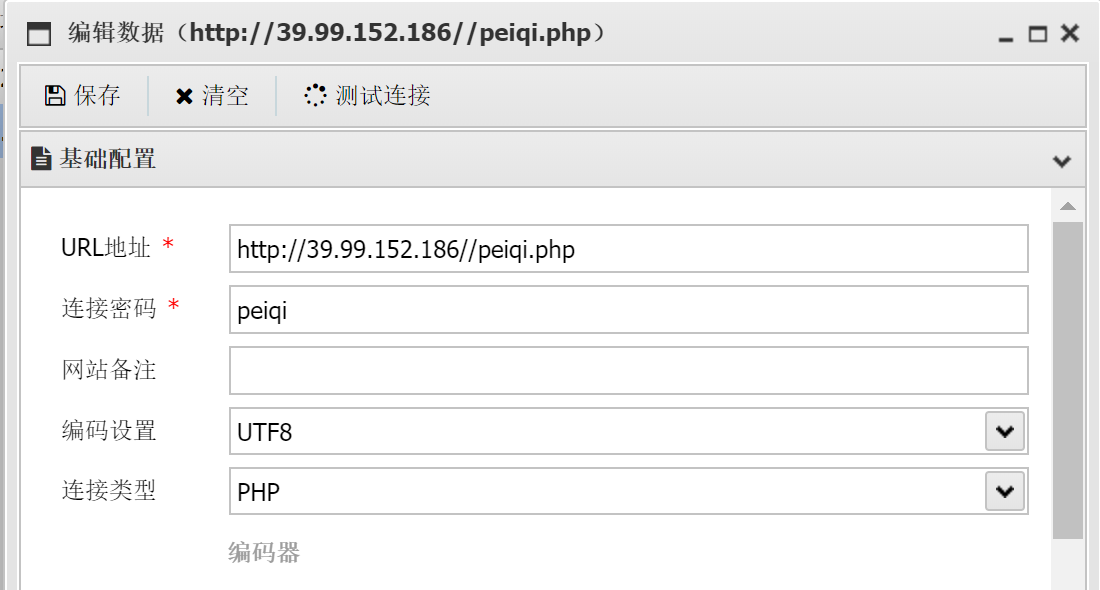 编辑数据（http://39.99.152.186//peiqi.php）
保存 清空 测试连接
基础配置
URL地址 * http://39.99.152.186//peiqi.php
连接密码 * peiqi
网站备注
编码设置 UTF8
连接类型 PHP
编码器